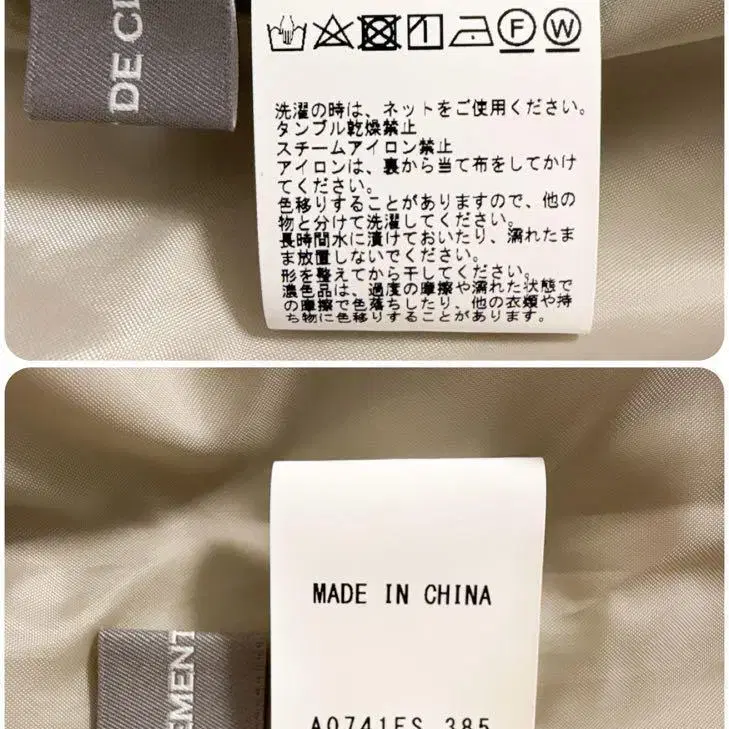 DE CL
F W
洗濯の時は、ネットをご使用ください。
タンブル乾燥禁止
スチームアイロン禁止
アイロンは、裏から当て布をしてかけ
てください。
色移りすることがありますので、他の
物と分けて洗濯してください。
長時間水に漬けておいたり、濡れたま
ま放置しないでください。
形を整えてから干してください。
濃色品は、過度の摩擦や濡れた状態で
の摩擦で色落ちしたり、他の衣類や持
ち物に色移りすることがあります。
MADE IN CHINA
EMENT
A0741FS 385